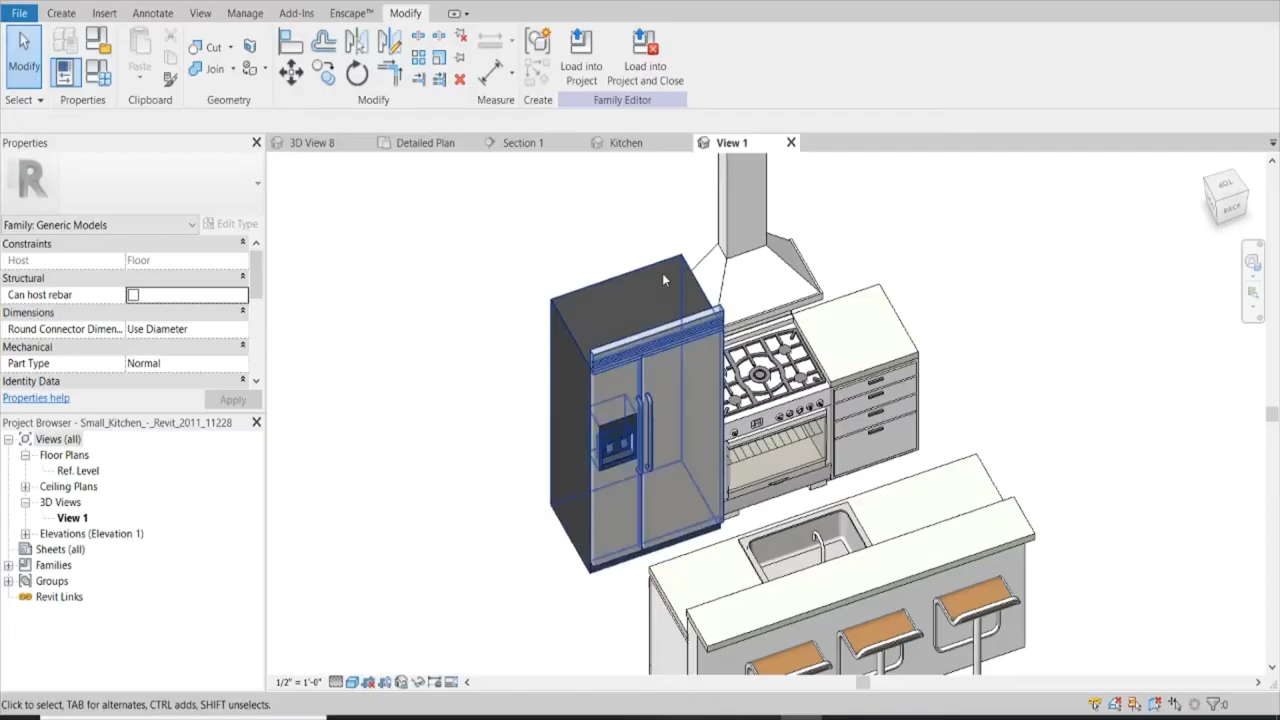 File Create Insert Annotate View Manage Add-Ins Enscape™ Modify
Modify
Paste
Cut
Join
Load into
Project
Load into
Project and Close
Select Properties Clipboard Geometry Modify Measure Create Family Editor
Properties
3D View 8 Detailed Plan Section 1 Kitchen View 1
R
Family: Generic Models Edit Type
Constraints
Host Floor
Structural
Can host rebar
Dimensions
Round Connector Dimen... Use Diameter
Mechanical
Part Type Normal
Identity Data
Properties help Apply
Project Browser - Small_Kitchen_-_Revit_2011_11228
Views (all)
Floor Plans
Ref. Level
Ceiling Plans
3D Views
View 1
Elevations (Elevation 1)
Sheets (all)
Families
Groups
Revit Links
TOP
BACK
1/2" = 1'-0"
Click to select, TAB for alternates, CTRL adds, SHIFT unselects.
:0